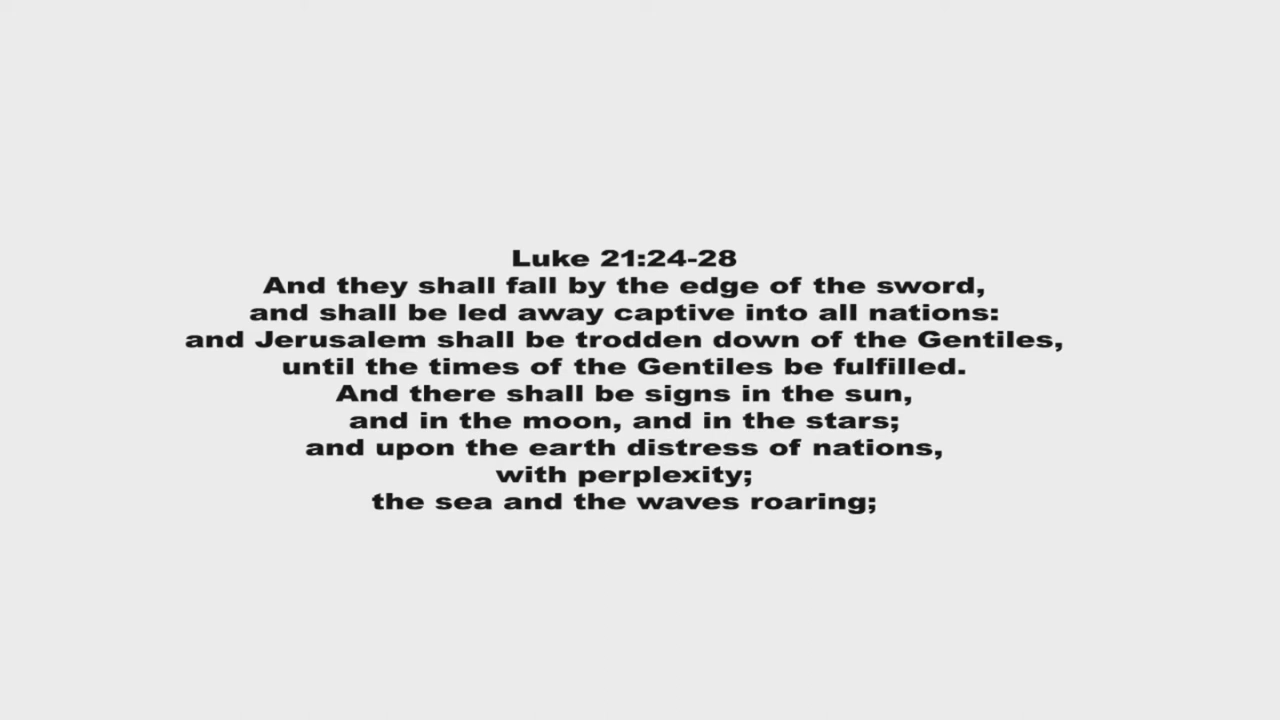 Luke 21:24-28
And they shall fall by the edge of the sword,
and shall be led away captive into all nations:
and Jerusalem shall be trodden down of the Gentiles,
until the times of the Gentiles be fulfilled.
And there shall be signs in the sun,
and in the moon, and in the stars;
and upon the earth distress of nations,
with perplexity;
the sea and the waves roaring;